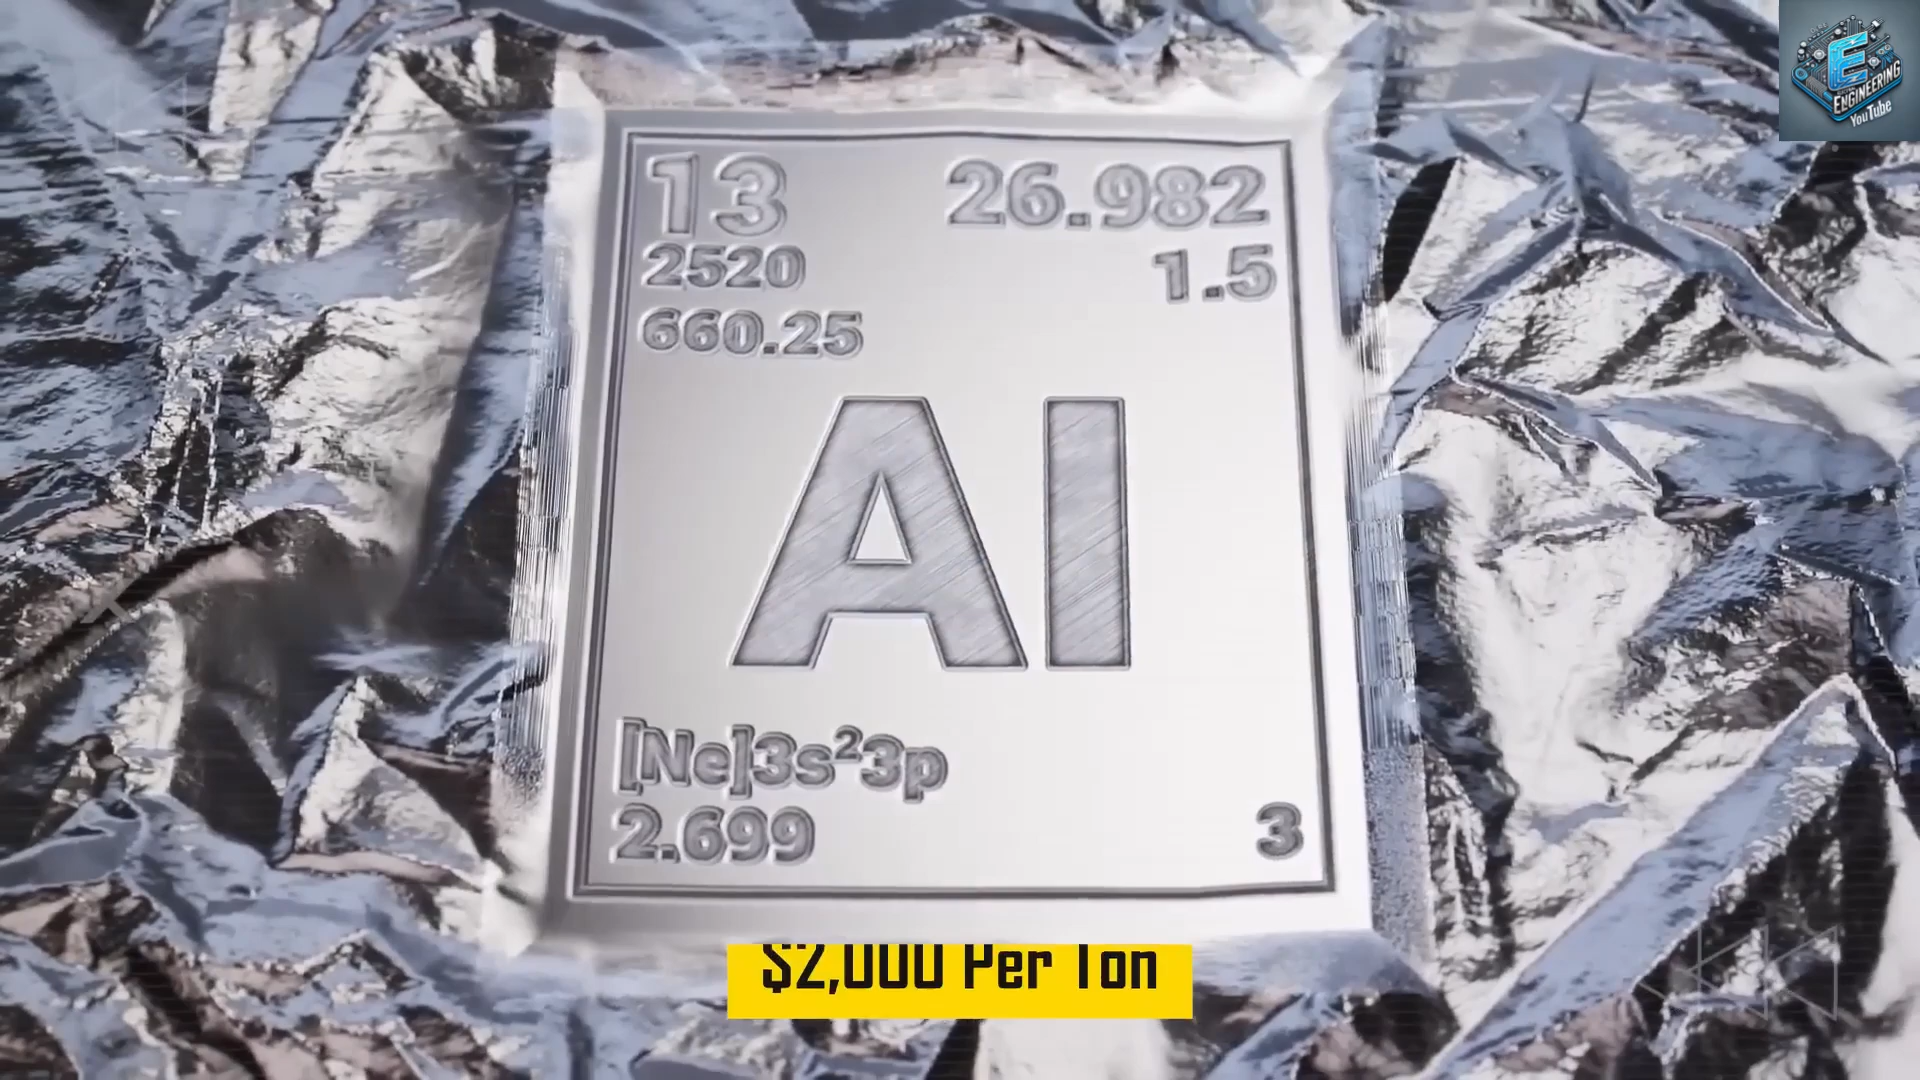 13 26.982
2520 1.5
660.25
Al
[Ne]3s²3p
2.699 3
$2,000 Per Ton
E
ENGINEERING
YouTube